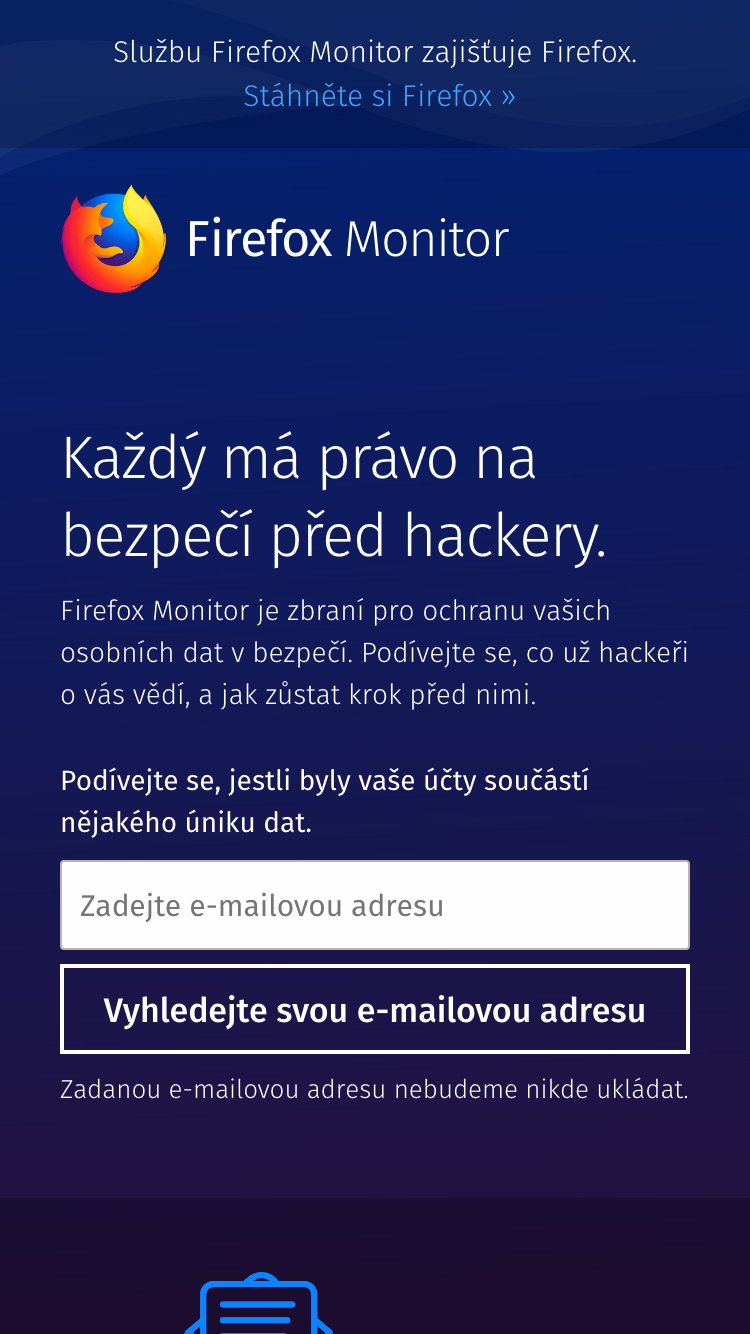 Službu Firefox Monitor zajišťuje Firefox.
Stáhněte si Firefox »
Firefox Monitor
Každý má právo na
bezpečí před hackery.
Firefox Monitor je zbraní pro ochranu vašich
osobních dat v bezpečí. Podívejte se, co už hackeři
o vás vědí, a jak zůstat krok před nimi.
Podívejte se, jestli byly vaše účty součástí
nějakého úniku dat.
Zadejte e-mailovou adresu
Vyhledejte svou e-mailovou adresu
Zadanou e-mailovou adresu nebudeme nikde ukládat.